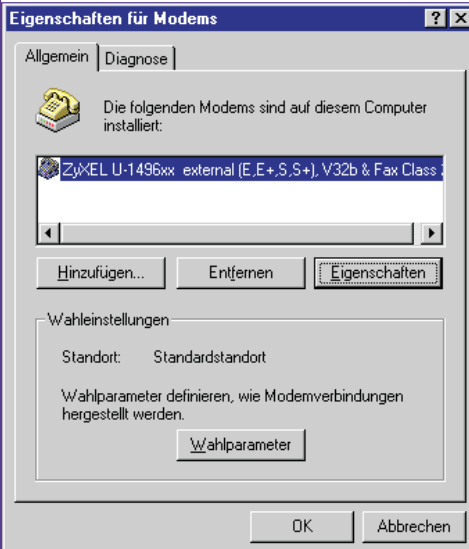 Eigenschaften für Modems
Allgemein Diagnose
Die folgenden Modems sind auf diesem Computer
installiert:
ZyXEL U-1496xx external (E,E+,S,S+), V32b & Fax Class
Hinzufügen... Entfernen Eigenschaften
Wahleinstellungen
Standort: Standardstandort
Wahlparameter definieren, wie Modemverbindungen
hergestellt werden.
Wahlparameter
OK Abbrechen